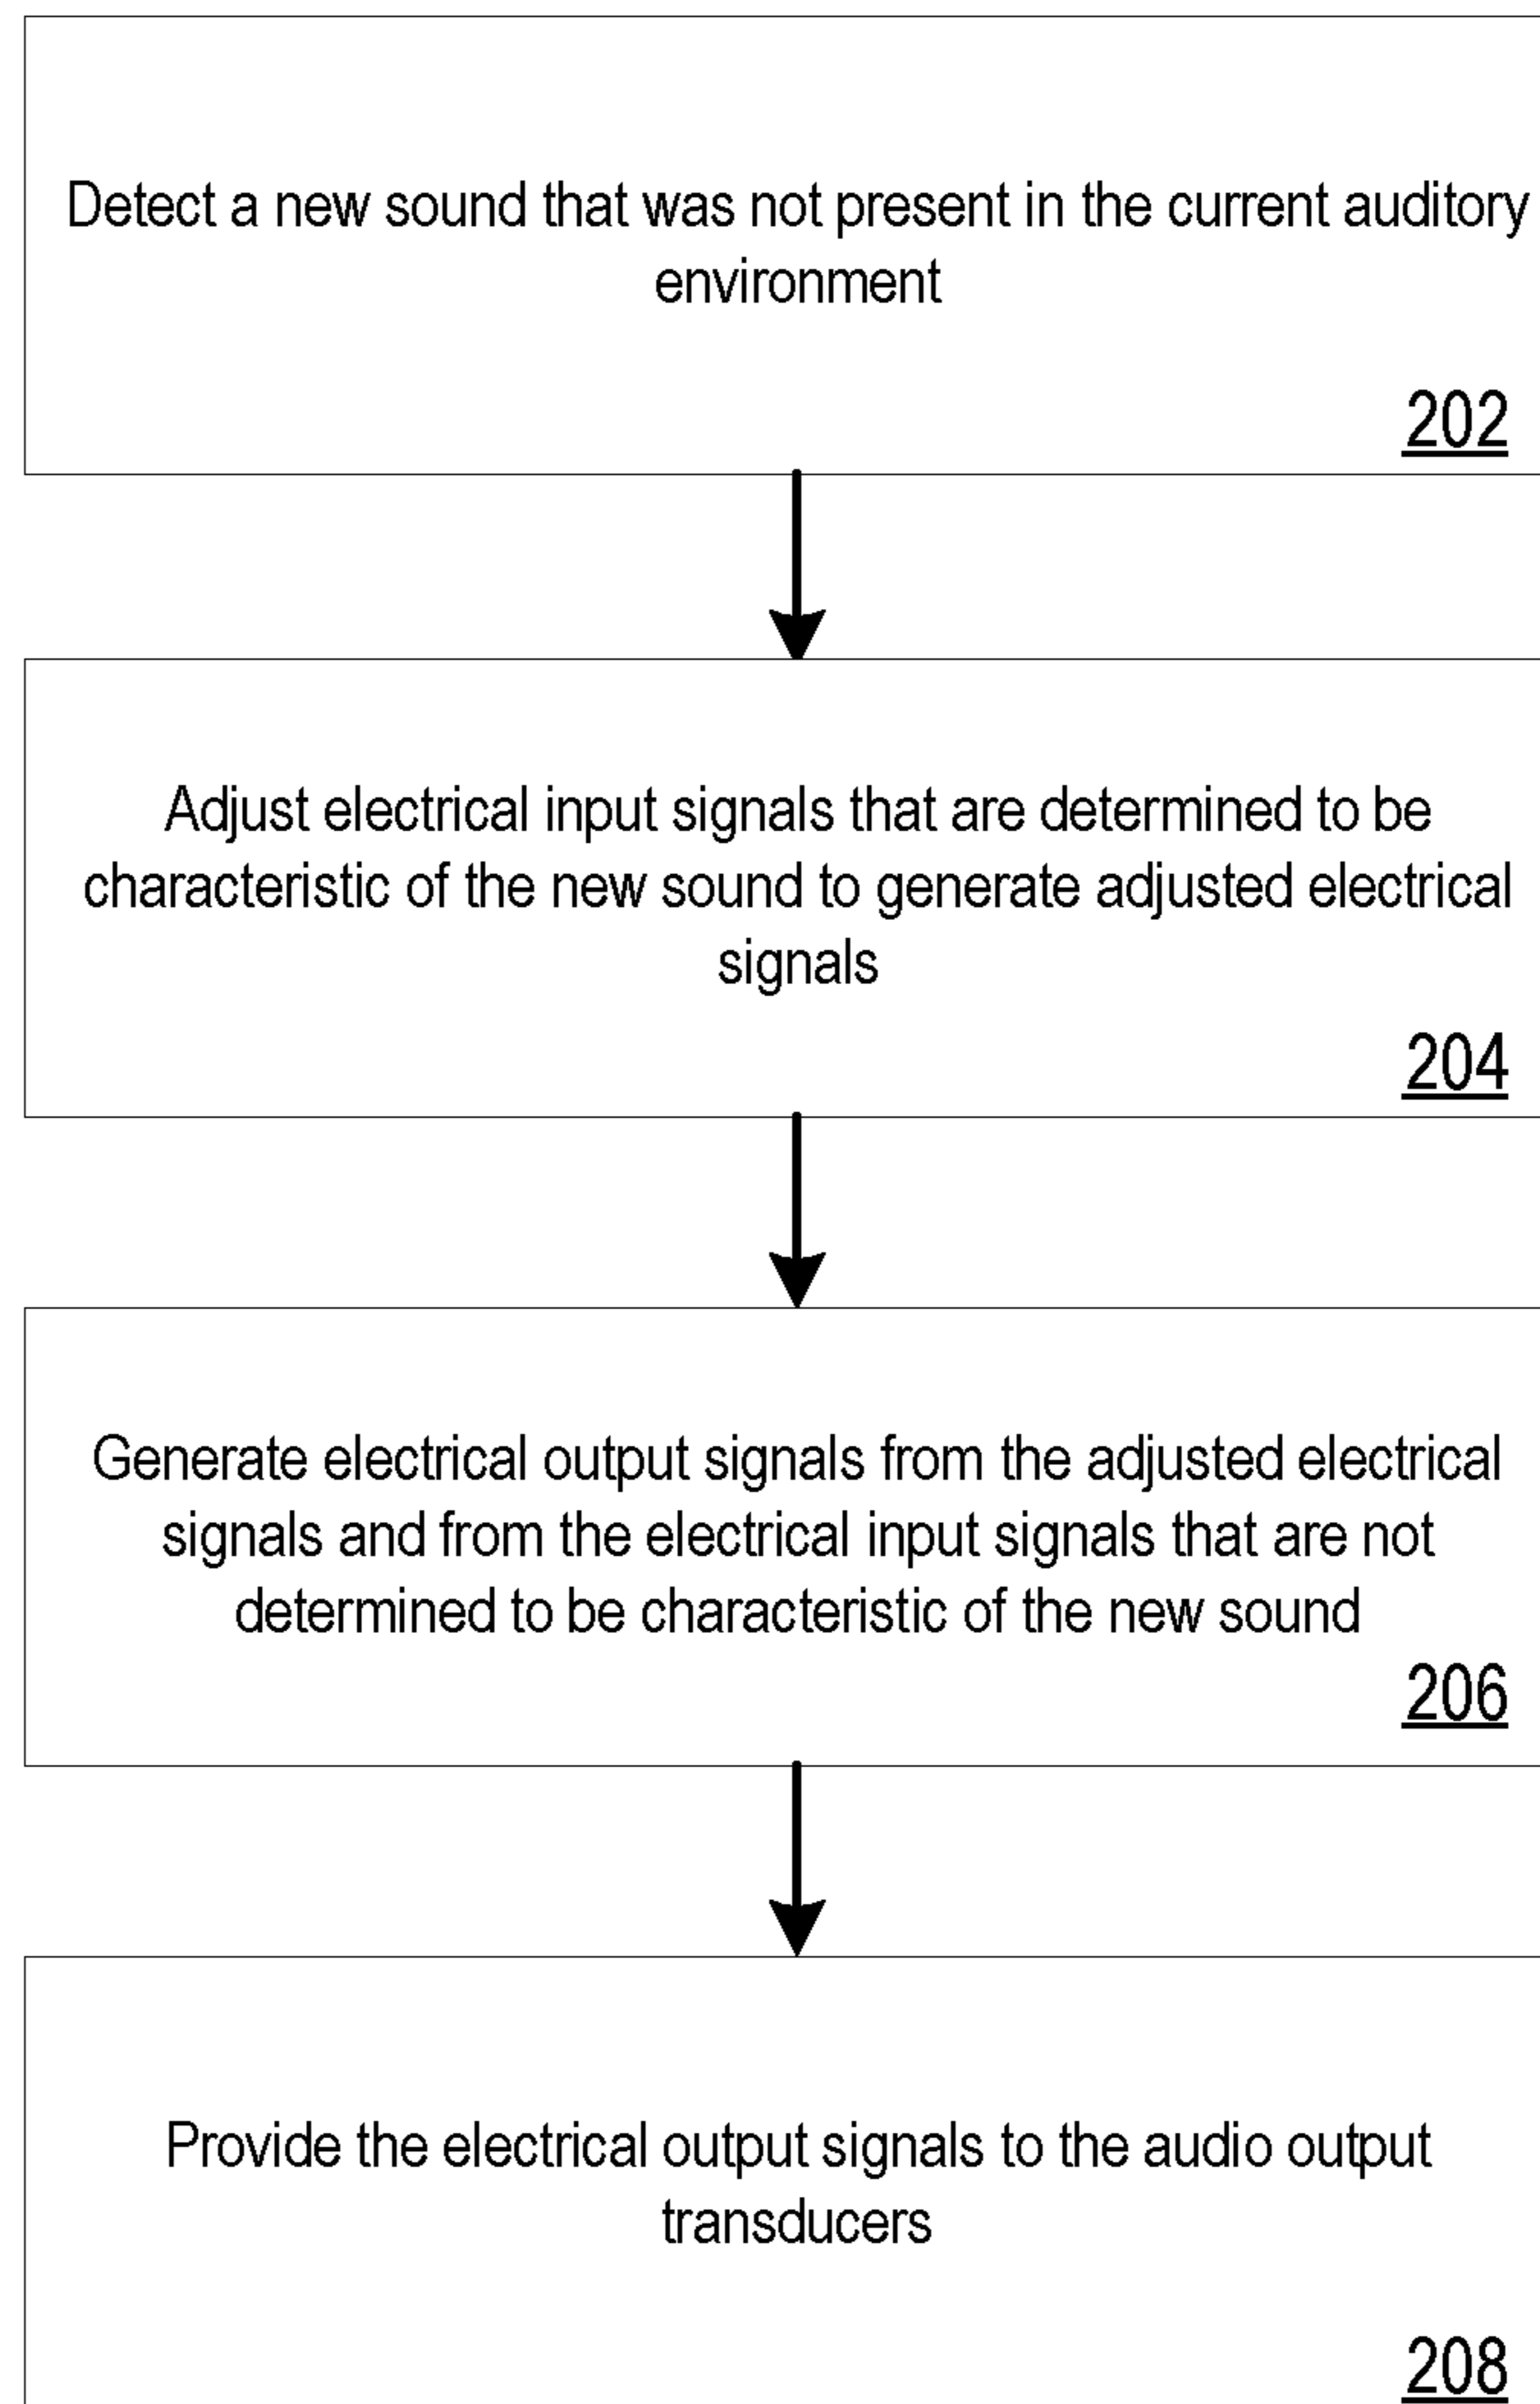 Detect a new sound that was not present in the current auditory
environment
202
Adjust electrical input signals that are determined to be
characteristic of the new sound to generate adjusted electrical
signals
204
Generate electrical output signals from the adjusted electrical
signals and from the electrical input signals that are not
determined to be characteristic of the new sound
206
Provide the electrical output signals to the audio output
transducers
208